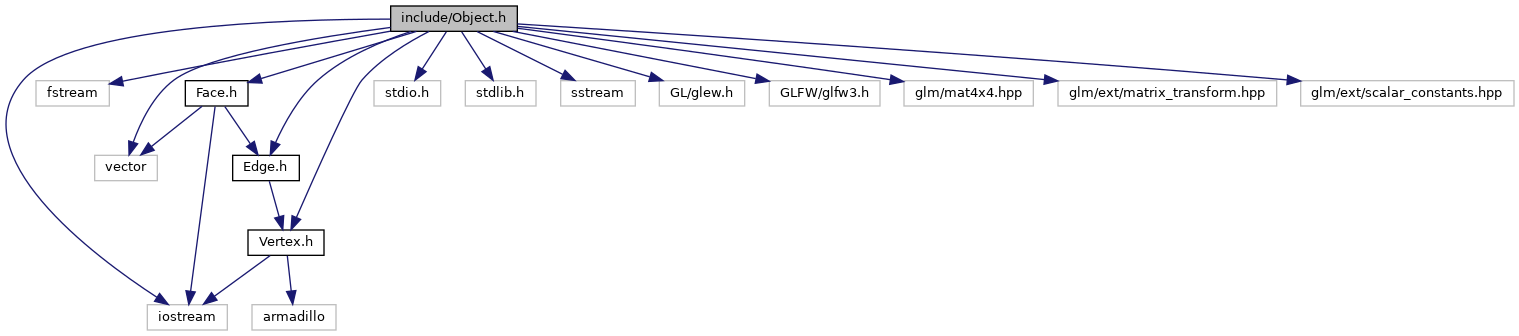 include/Object.h
fstream
Face.h
stdio.h
stdlib.h
sstream
GL/glew.h
GLFW/glfw3.h
glm/mat4x4.hpp
glm/ext/matrix_transform.hpp
glm/ext/scalar_constants.hpp
vector
Edge.h
Vertex.h
iostream
armadillo